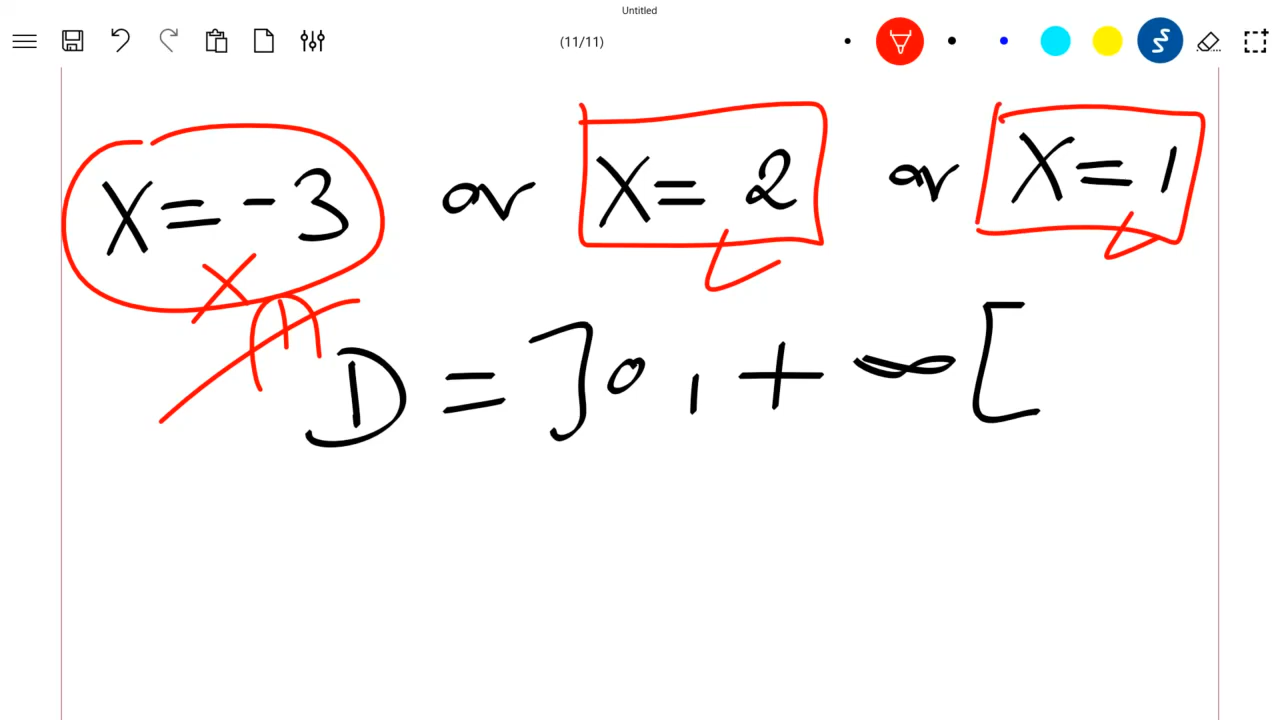 Untitled
(11/11)
X = -3 or X = 2 or X = 1
D = ]0, + ∞[